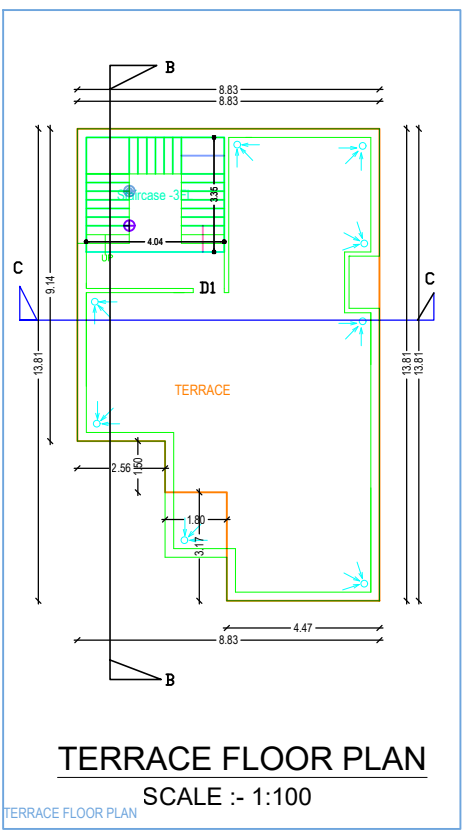 B
8.83
8.83
Staircase -3EL
3.35
4.04
UP
D1
C
C
9.14
13.81
13.81
13.81
TERRACE
2.56
1.50
1.80
3.17
4.47
8.83
B
TERRACE FLOOR PLAN
SCALE :- 1:100
TERRACE FLOOR PLAN